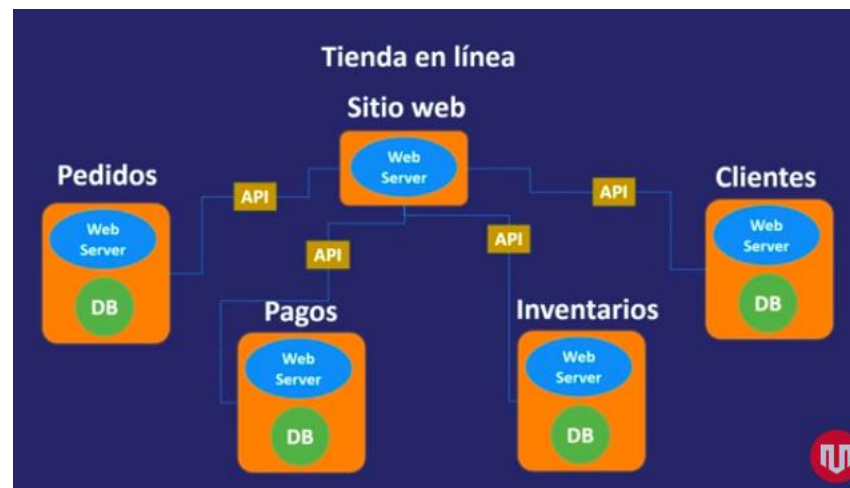 Tienda en línea
Sitio web
Web
Server
Pedidos
API
Web
Server
DB
API
Pagos
Web
Server
DB
API
Inventarios
Web
Server
DB
API
Clientes
Web
Server
DB